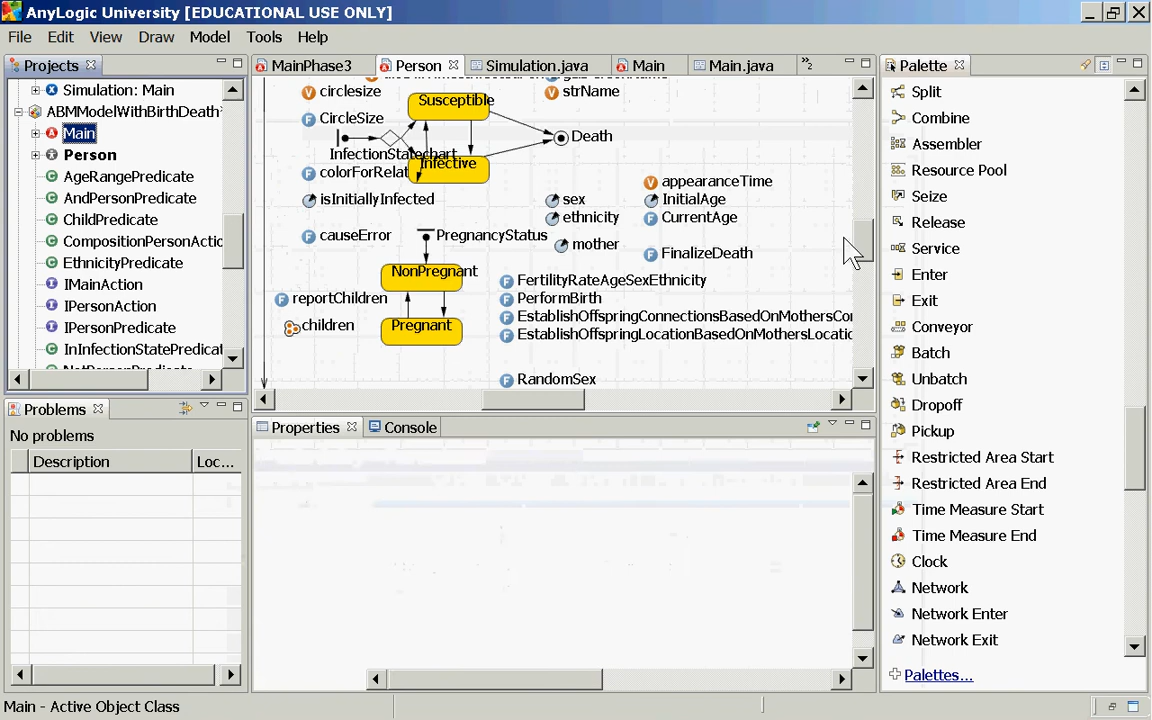 AnyLogic University [EDUCATIONAL USE ONLY]
File Edit View Draw Model Tools Help
Projects
Simulation: Main
ABMModelWithBirthDeath
Main
Person
AgeRangePredicate
AndPersonPredicate
ChildPredicate
CompositionPersonActic
EthnicityPredicate
IMainAction
IPersonAction
IPersonPredicate
InInfectionStatePredicat
Problems
No problems
Description Loc...
MainPhase3 Person Simulation.java Main Main.java »2
circlesize
CircleSize
InfectionStatechart
colorForRelat
isInitiallyInfected
causeError
reportChildren
children
Susceptible
Infective
Death
strName
PregnancyStatus
NonPregnant
Pregnant
sex
ethnicity
mother
appearanceTime
InitialAge
CurrentAge
FinalizeDeath
FertilityRateAgeSexEthnicity
PerformBirth
EstablishOffspringConnectionsBasedOnMothersCo
EstablishOffspringLocationBasedOnMothersLocatio
RandomSex
Properties Console
Palette
Split
Combine
Assembler
Resource Pool
Seize
Release
Service
Enter
Exit
Conveyor
Batch
Unbatch
Dropoff
Pickup
Restricted Area Start
Restricted Area End
Time Measure Start
Time Measure End
Clock
Network
Network Enter
Network Exit
Palettes...
Main - Active Object Class